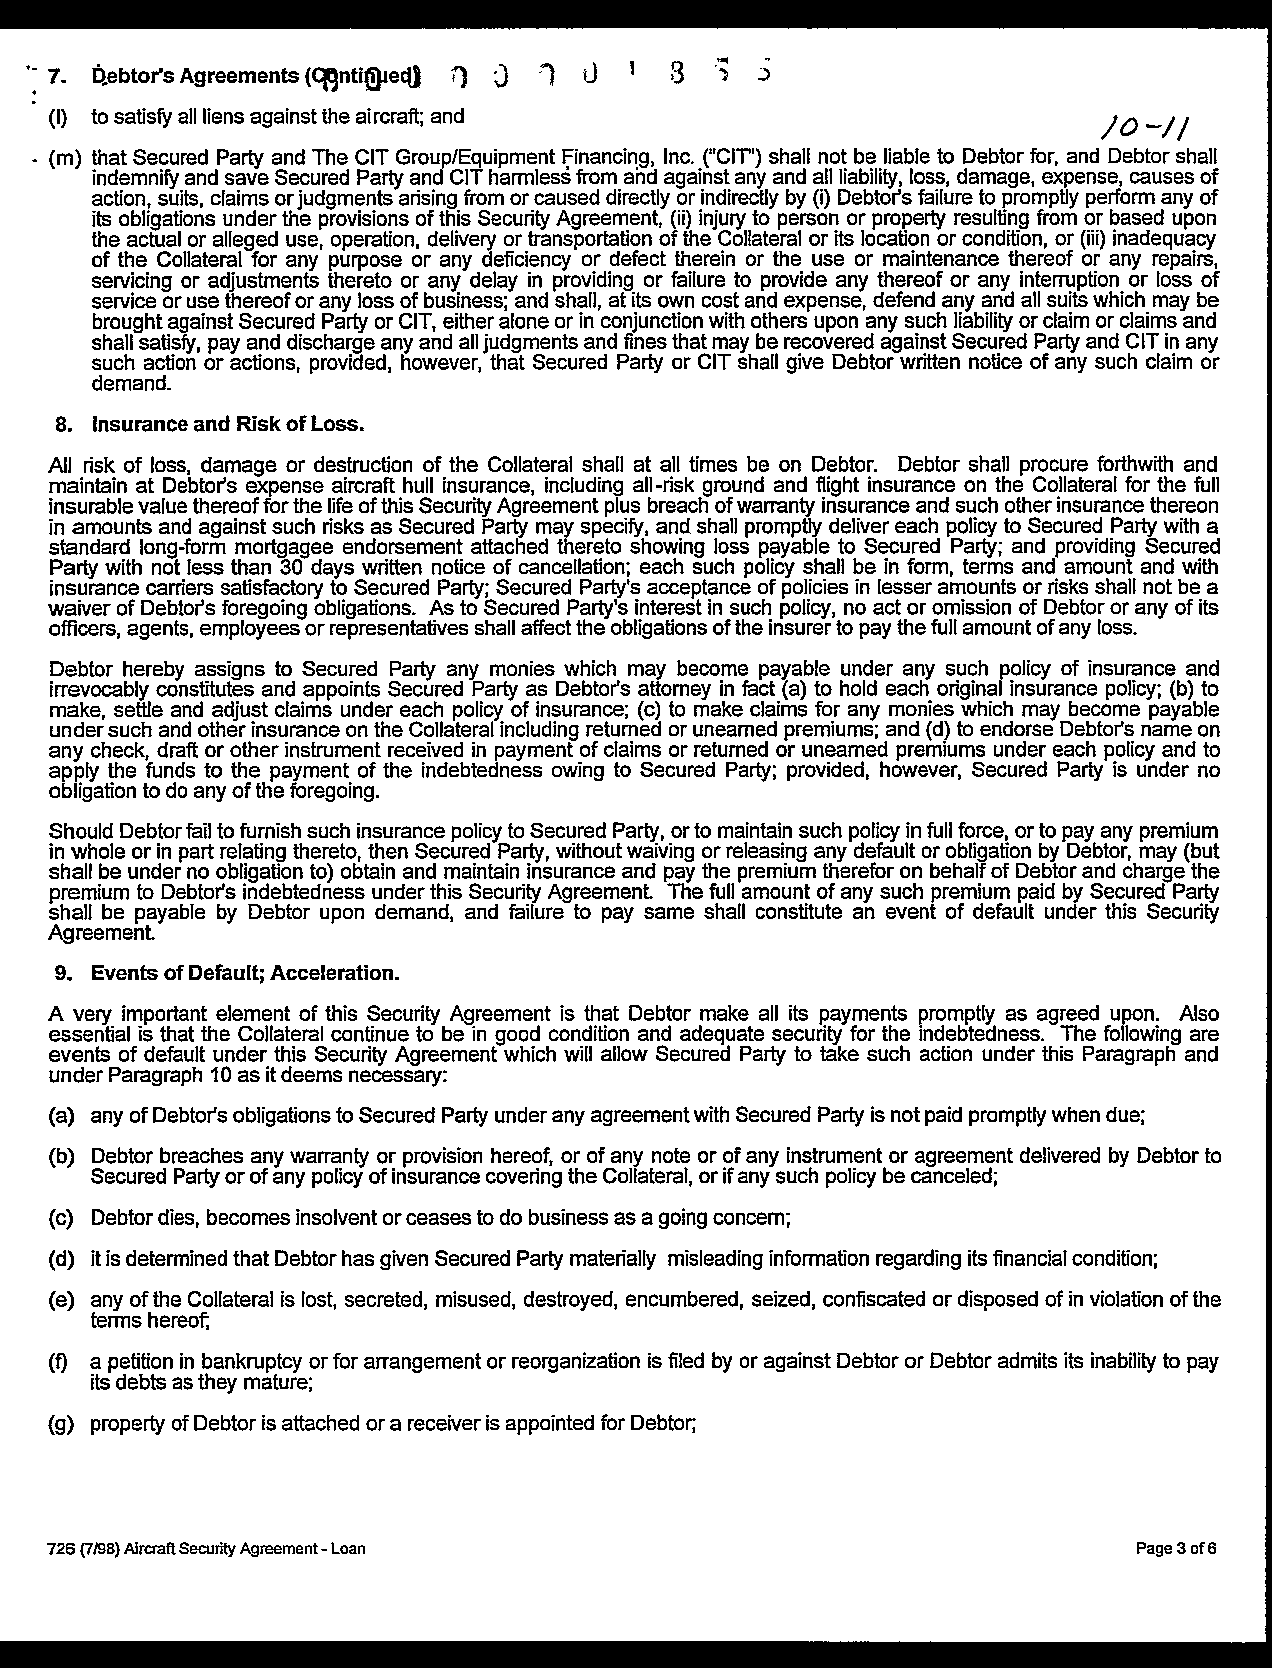 7. Debtor's Agreements (Continued)
(l) to satisfy all liens against the aircraft; and
10-11
(m) that Secured Party and The CIT Group/Equipment Financing, Inc. ("CIT") shall not be liable to Debtor for, and Debtor shall
indemnify and save Secured Party and CIT harmless from and against any and all liability, loss, damage, expense, causes of
action, suits, claims or judgments arising from or caused directly or indirectly by (i) Debtor's failure to promptly perform any of
its obligations under the provisions of this Security Agreement, (ii) injury to person or property resulting from or based upon
the actual or alleged use, operation, delivery or transportation of the Collateral or its location or condition, or (iii) inadequacy
of the Collateral for any purpose or any deficiency or defect therein or the use or maintenance thereof or any repairs,
servicing or adjustments thereto or any delay in providing or failure to provide any thereof or any interruption or loss of
service or use thereof or any loss of business; and shall, at its own cost and expense, defend any and all suits which may be
brought against Secured Party or CIT, either alone or in conjunction with others upon any such liability or claim or claims and
shall satisfy, pay and discharge any and all judgments and fines that may be recovered against Secured Party and CIT in any
such action or actions, provided, however, that Secured Party or CIT shall give Debtor written notice of any such claim or
demand.
8. Insurance and Risk of Loss.
All risk of loss, damage or destruction of the Collateral shall at all times be on Debtor. Debtor shall procure forthwith and
maintain at Debtor's expense aircraft hull insurance, including all-risk ground and flight insurance on the Collateral for the full
insurable value thereof for the life of this Security Agreement plus breach of warranty insurance and such other insurance thereon
in amounts and against such risks as Secured Party may specify, and shall promptly deliver each policy to Secured Party with a
standard long-form mortgagee endorsement attached thereto showing loss payable to Secured Party; and providing Secured
Party with not less than 30 days written notice of cancellation; each such policy shall be in form, terms and amount and with
insurance carriers satisfactory to Secured Party; Secured Party's acceptance of policies in lesser amounts or risks shall not be a
waiver of Debtor's foregoing obligations. As to Secured Party's interest in such policy, no act or omission of Debtor or any of its
officers, agents, employees or representatives shall affect the obligations of the insurer to pay the full amount of any loss.
Debtor hereby assigns to Secured Party any monies which may become payable under any such policy of insurance and
irrevocably constitutes and appoints Secured Party as Debtor's attorney in fact (a) to hold each original insurance policy; (b) to
make, settle and adjust claims under each policy of insurance; (c) to make claims for any monies which may become payable
under such and other insurance on the Collateral including returned or unearned premiums; and (d) to endorse Debtor's name on
any check, draft or other instrument received in payment of claims or returned or unearned premiums under each policy and to
apply the funds to the payment of the indebtedness owing to Secured Party; provided, however, Secured Party is under no
obligation to do any of the foregoing.
Should Debtor fail to furnish such insurance policy to Secured Party, or to maintain such policy in full force, or to pay any premium
in whole or in part relating thereto, then Secured Party, without waiving or releasing any default or obligation by Debtor, may (but
shall be under no obligation to) obtain and maintain insurance and pay the premium therefor on behalf of Debtor and charge the
premium to Debtor's indebtedness under this Security Agreement. The full amount of any such premium paid by Secured Party
shall be payable by Debtor upon demand, and failure to pay same shall constitute an event of default under this Security
Agreement.
9. Events of Default; Acceleration.
A very important element of this Security Agreement is that Debtor make all its payments promptly as agreed upon. Also
essential is that the Collateral continue to be in good condition and adequate security for the indebtedness. The following are
events of default under this Security Agreement which will allow Secured Party to take such action under this Paragraph and
under Paragraph 10 as it deems necessary:
(a) any of Debtor's obligations to Secured Party under any agreement with Secured Party is not paid promptly when due;
(b) Debtor breaches any warranty or provision hereof, or of any note or of any instrument or agreement delivered by Debtor to
Secured Party or of any policy of insurance covering the Collateral, or if any such policy be canceled;
(c) Debtor dies, becomes insolvent or ceases to do business as a going concern;
(d) it is determined that Debtor has given Secured Party materially misleading information regarding its financial condition;
(e) any of the Collateral is lost, secreted, misused, destroyed, encumbered, seized, confiscated or disposed of in violation of the
terms hereof;
(f) a petition in bankruptcy or for arrangement or reorganization is filed by or against Debtor or Debtor admits its inability to pay
its debts as they mature;
(g) property of Debtor is attached or a receiver is appointed for Debtor;
726 (7/98) Aircraft Security Agreement - Loan
Page 3 of 6